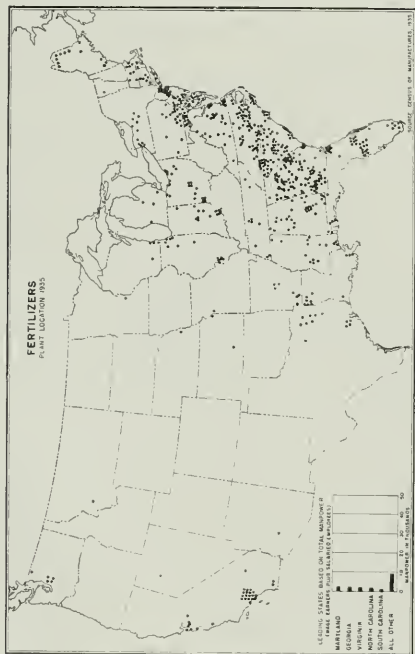 FERTILIZERS
PLANT LOCATION 1935
LEADING STATES BASED ON TOTAL MANPOWER
(WAGE EARNERS PLUS SALARIED EMPLOYEES)
MARYLAND
GEORGIA
VIRGINIA
NORTH CAROLINA
SOUTH CAROLINA
ALL OTHER
0 10 20 30 40 50
MANPOWER IN THOUSANDS
SOURCE: CENSUS OF MANUFACTURES, 1935